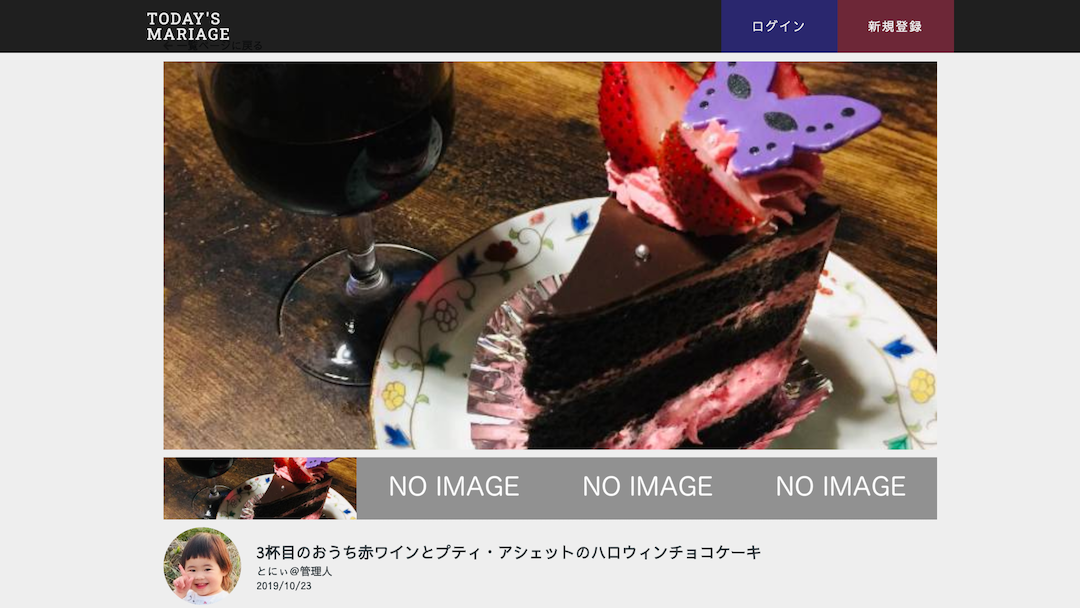 TODAY'S
MARIAGE
ログイン
新規登録
← 一覧ページに戻る
NO IMAGE
NO IMAGE
NO IMAGE
3杯目のおうち赤ワインとプティ・アシェットのハロウィンチョコケーキ
とにぃ@管理人
2019/10/23